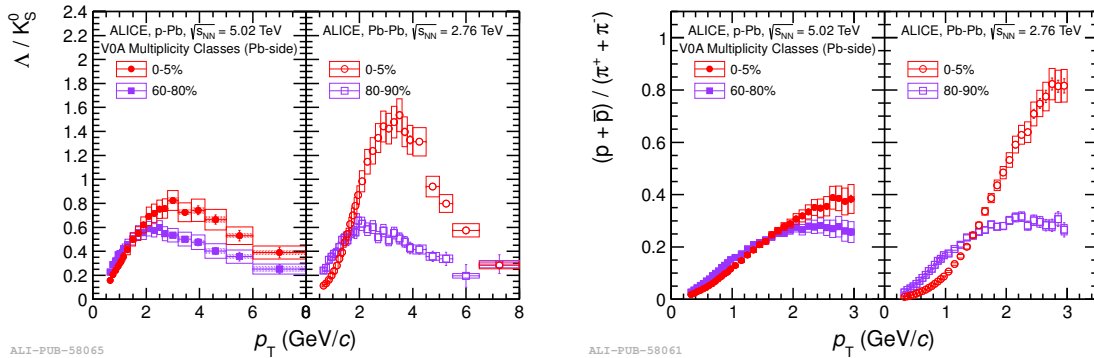 Λ / K⁰_S
ALICE, p-Pb, √s_NN = 5.02 TeV
V0A Multiplicity Classes (Pb-side)
0-5%
60-80%
ALICE, Pb-Pb, √s_NN = 2.76 TeV
0-5%
80-90%
2.4
2.2
2
1.8
1.6
1.4
1.2
1
0.8
0.6
0.4
0.2
0 2 4 6 8 0 2 4 6 8
p_T (GeV/c)
ALI-PUB-58065
(p + p̅) / (π⁺ + π⁻)
ALICE, p-Pb, √s_NN = 5.02 TeV
V0A Multiplicity Classes (Pb-side)
0-5%
60-80%
ALICE, Pb-Pb, √s_NN = 2.76 TeV
0-5%
80-90%
1
0.8
0.6
0.4
0.2
0
0 1 2 3 0 1 2 3
p_T (GeV/c)
ALI-PUB-58061